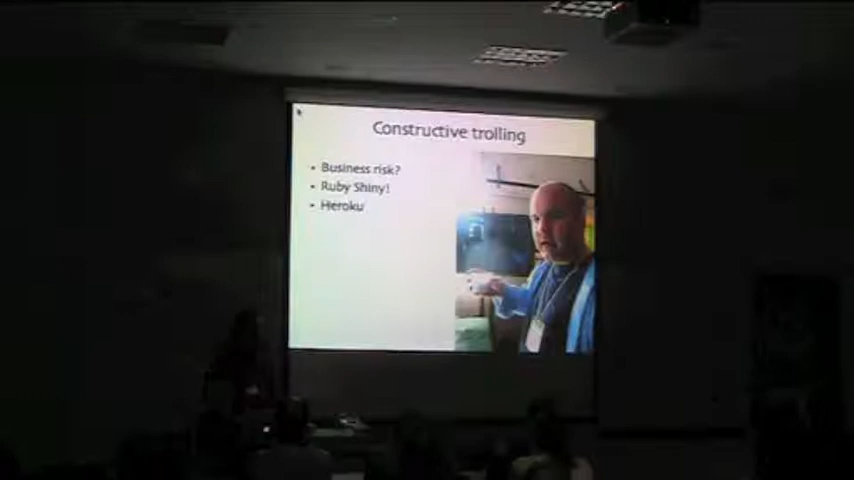 Constructive trolling
• Business risk?
• Ruby Shiny!
• Heroku